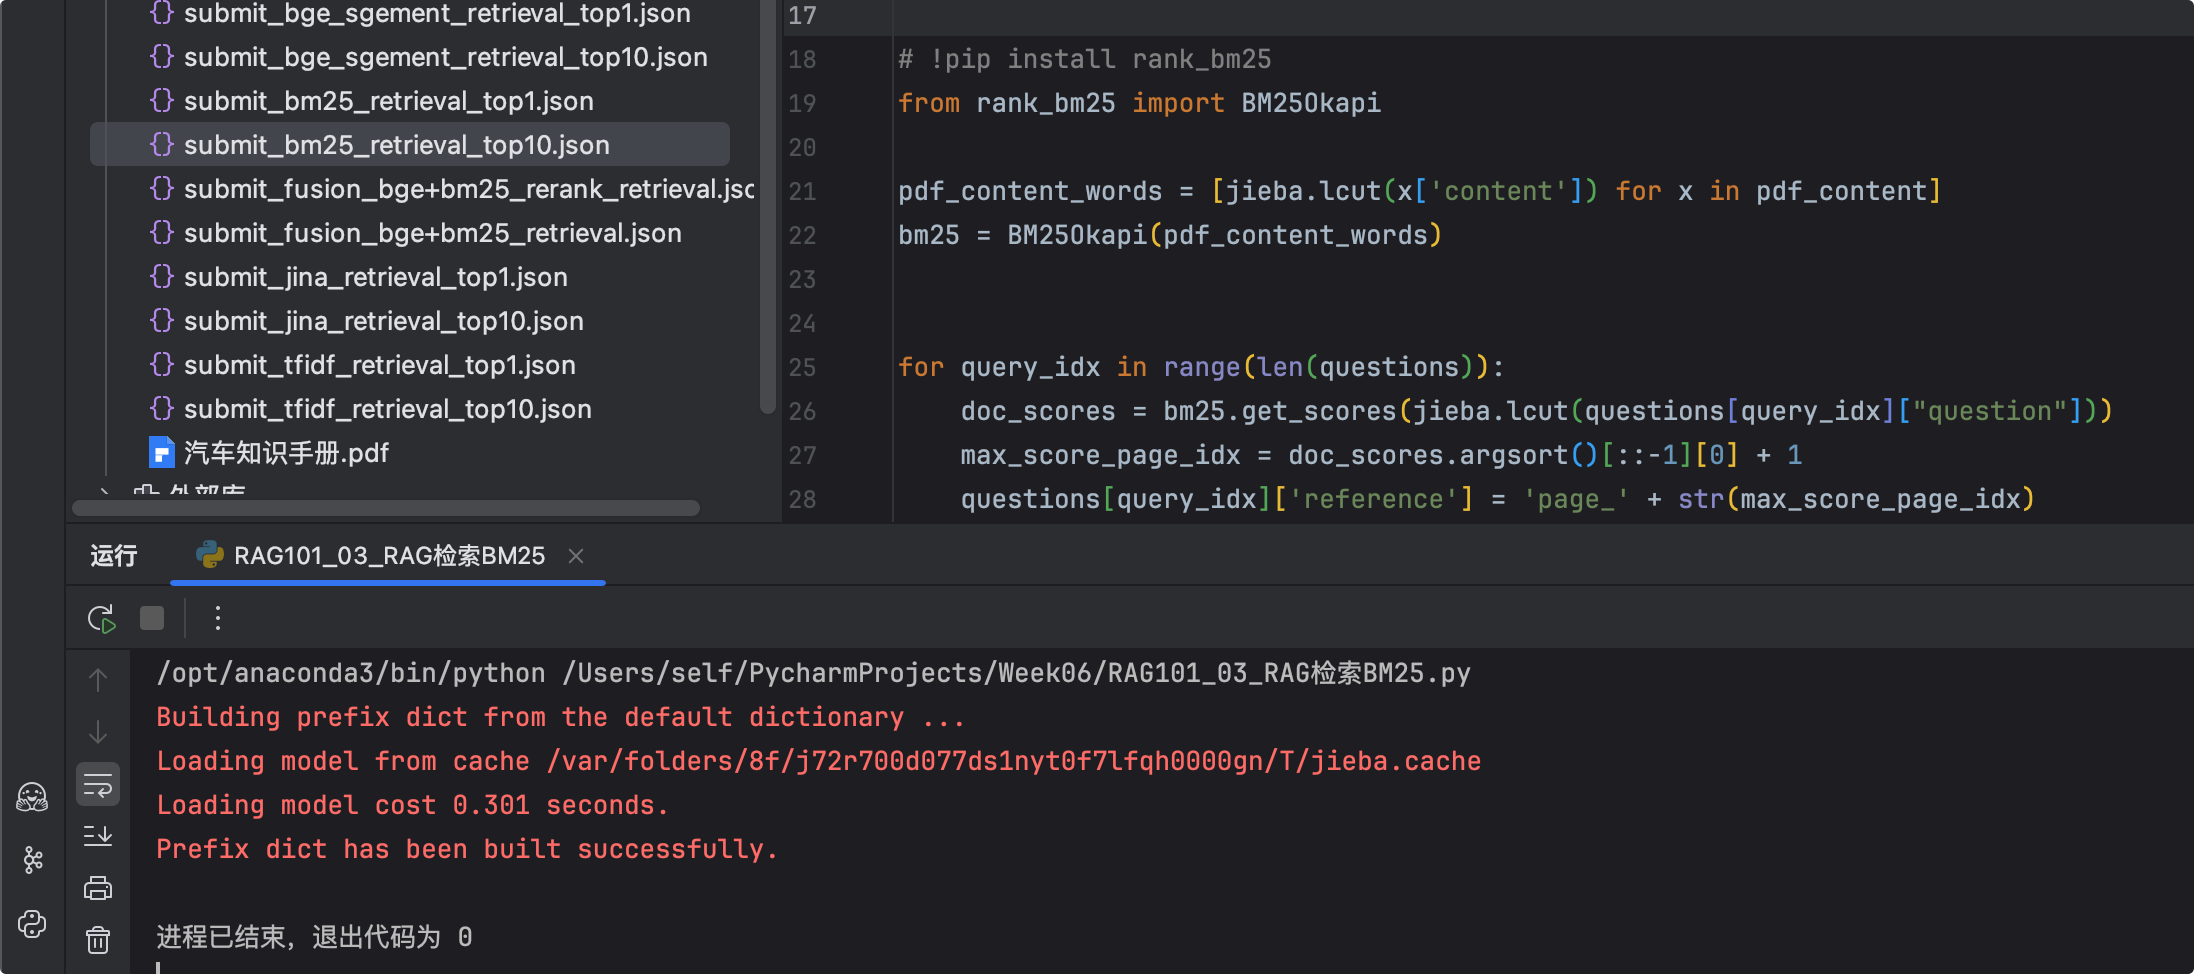 submit_bge_sgement_retrieval_top1.json
submit_bge_sgement_retrieval_top10.json
submit_bm25_retrieval_top1.json
submit_bm25_retrieval_top10.json
submit_fusion_bge+bm25_rerank_retrieval.jsc
submit_fusion_bge+bm25_retrieval.json
submit_jina_retrieval_top1.json
submit_jina_retrieval_top10.json
submit_tfidf_retrieval_top1.json
submit_tfidf_retrieval_top10.json
汽车知识手册.pdf
外部库
17
18 # !pip install rank_bm25
19 from rank_bm25 import BM25Okapi
20
21 pdf_content_words = [jieba.lcut(x['content']) for x in pdf_content]
22 bm25 = BM25Okapi(pdf_content_words)
23
24
25 for query_idx in range(len(questions)):
26     doc_scores = bm25.get_scores(jieba.lcut(questions[query_idx]["question"]))
27     max_score_page_idx = doc_scores.argsort()[::-1][0] + 1
28     questions[query_idx]['reference'] = 'page_' + str(max_score_page_idx)
运行 RAG101_03_RAG检索BM25
/opt/anaconda3/bin/python /Users/self/PycharmProjects/Week06/RAG101_03_RAG检索BM25.py
Building prefix dict from the default dictionary ...
Loading model from cache /var/folders/8f/j72r700d077ds1nyt0f7lfqh0000gn/T/jieba.cache
Loading model cost 0.301 seconds.
Prefix dict has been built successfully.
进程已结束，退出代码为 0